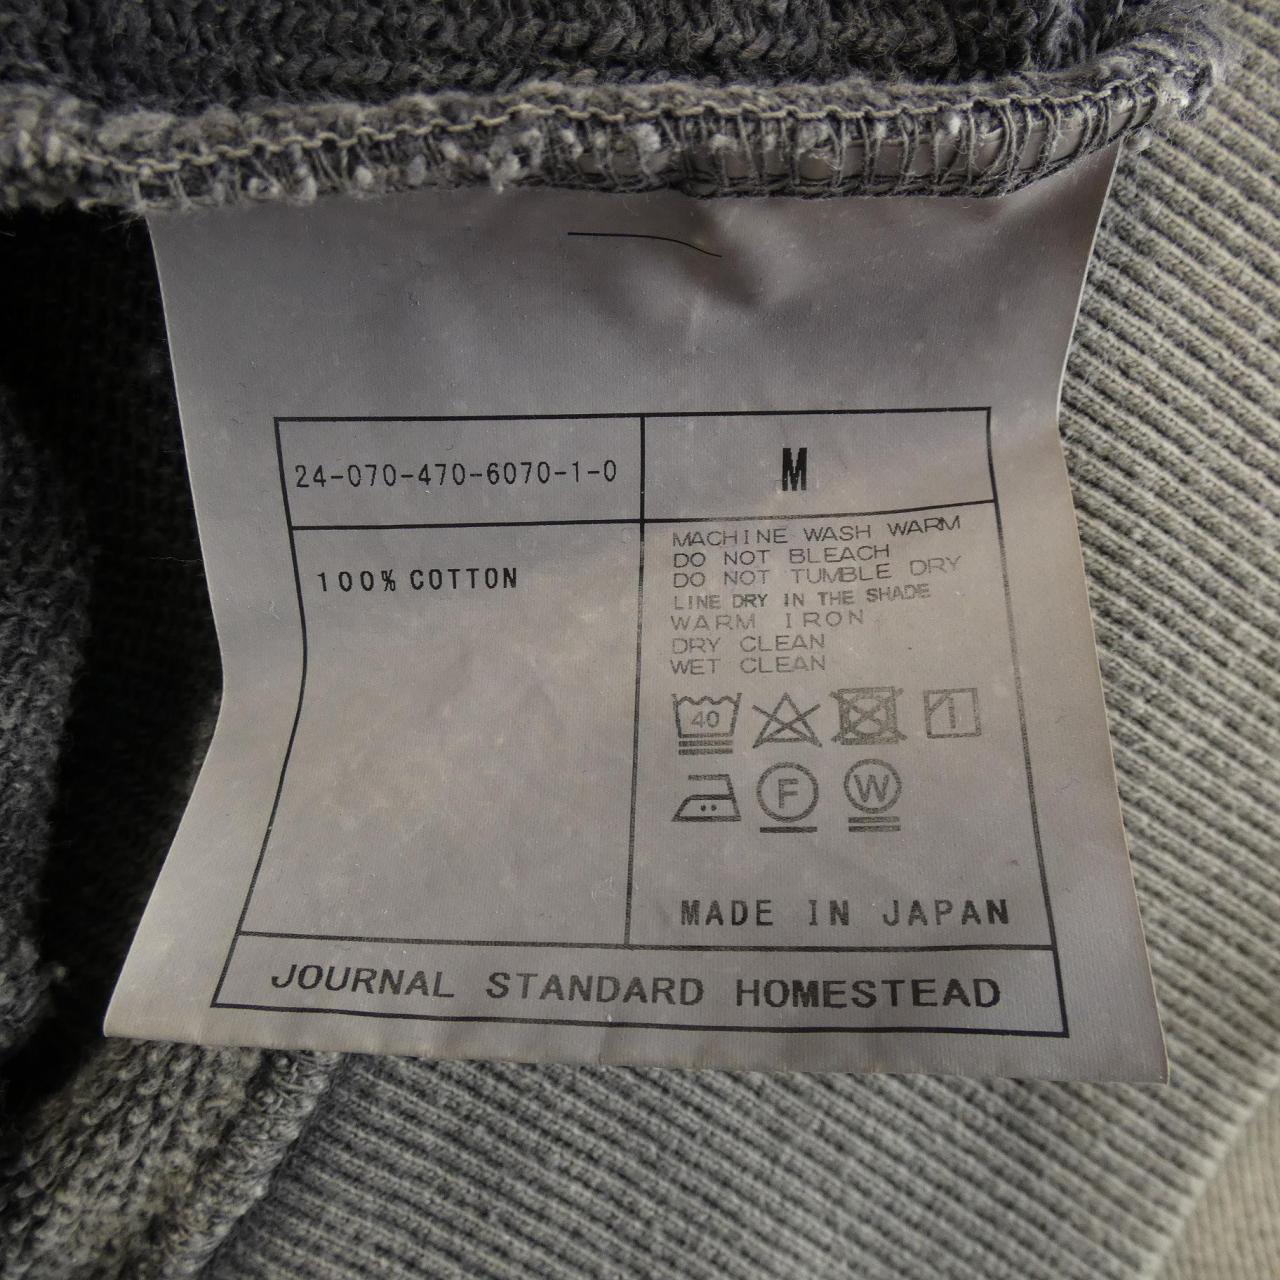 24-070-470-6070-1-0
M
100% COTTON
MACHINE WASH WARM
DO NOT BLEACH
DO NOT TUMBLE DRY
LINE DRY IN THE SHADE
WARM IRON
DRY CLEAN
WET CLEAN
40
F
W
MADE IN JAPAN
JOURNAL STANDARD HOMESTEAD